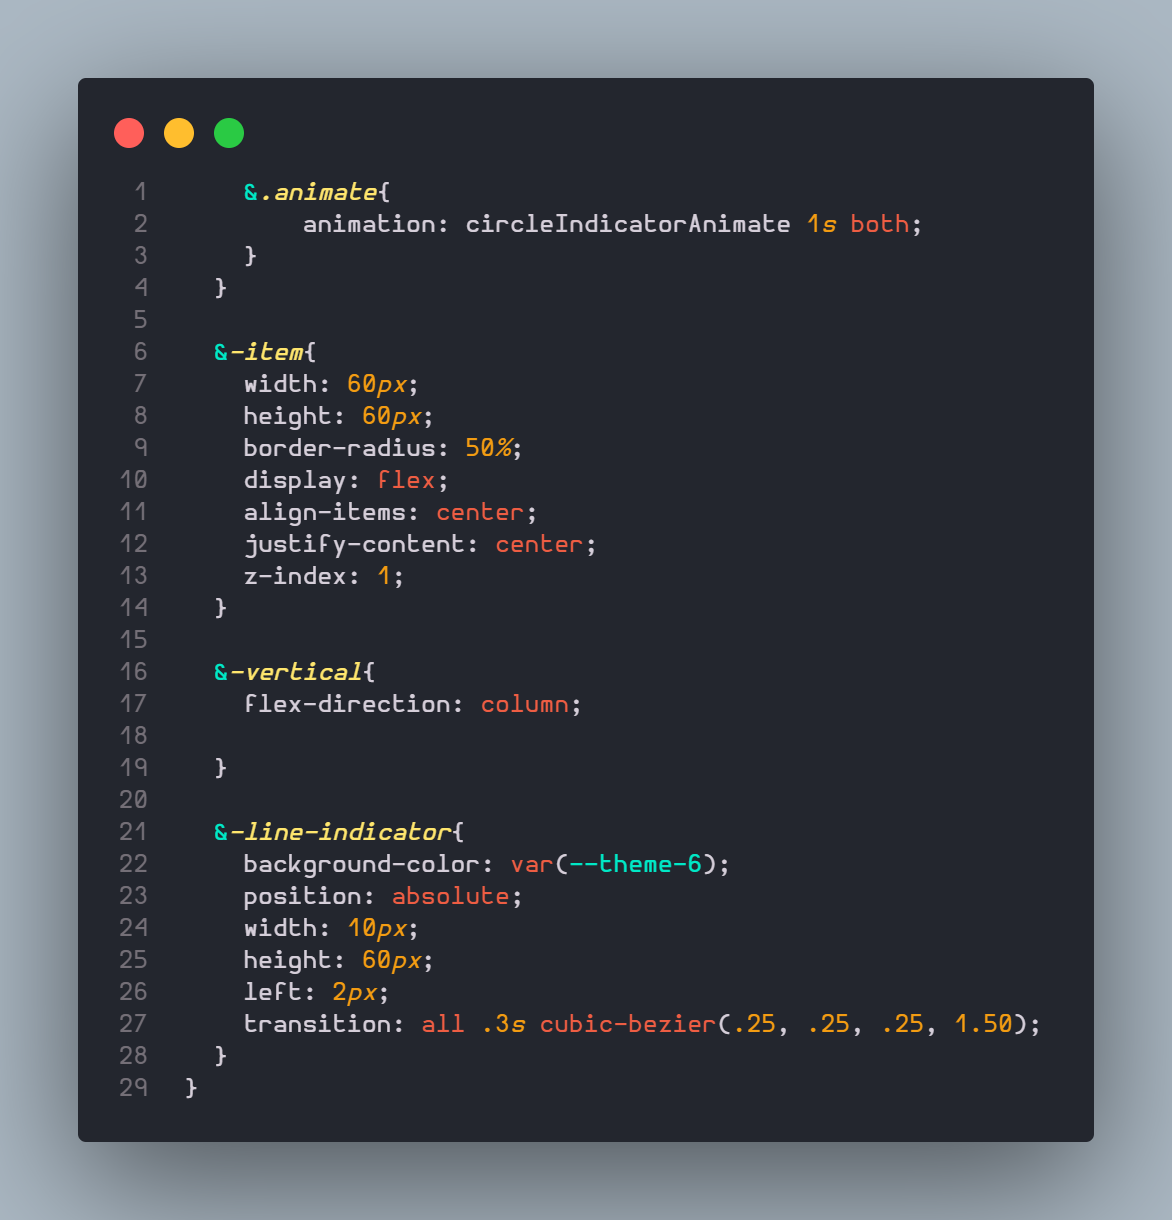 1 &.animate{
2 animation: circleIndicatorAnimate 1s both;
3 }
4 }
5
6 &-item{
7 width: 60px;
8 height: 60px;
9 border-radius: 50%;
10 display: flex;
11 align-items: center;
12 justify-content: center;
13 z-index: 1;
14 }
15
16 &-vertical{
17 flex-direction: column;
18
19 }
20
21 &-line-indicator{
22 background-color: var(--theme-6);
23 position: absolute;
24 width: 10px;
25 height: 60px;
26 left: 2px;
27 transition: all .3s cubic-bezier(.25, .25, .25, 1.50);
28 }
29 }